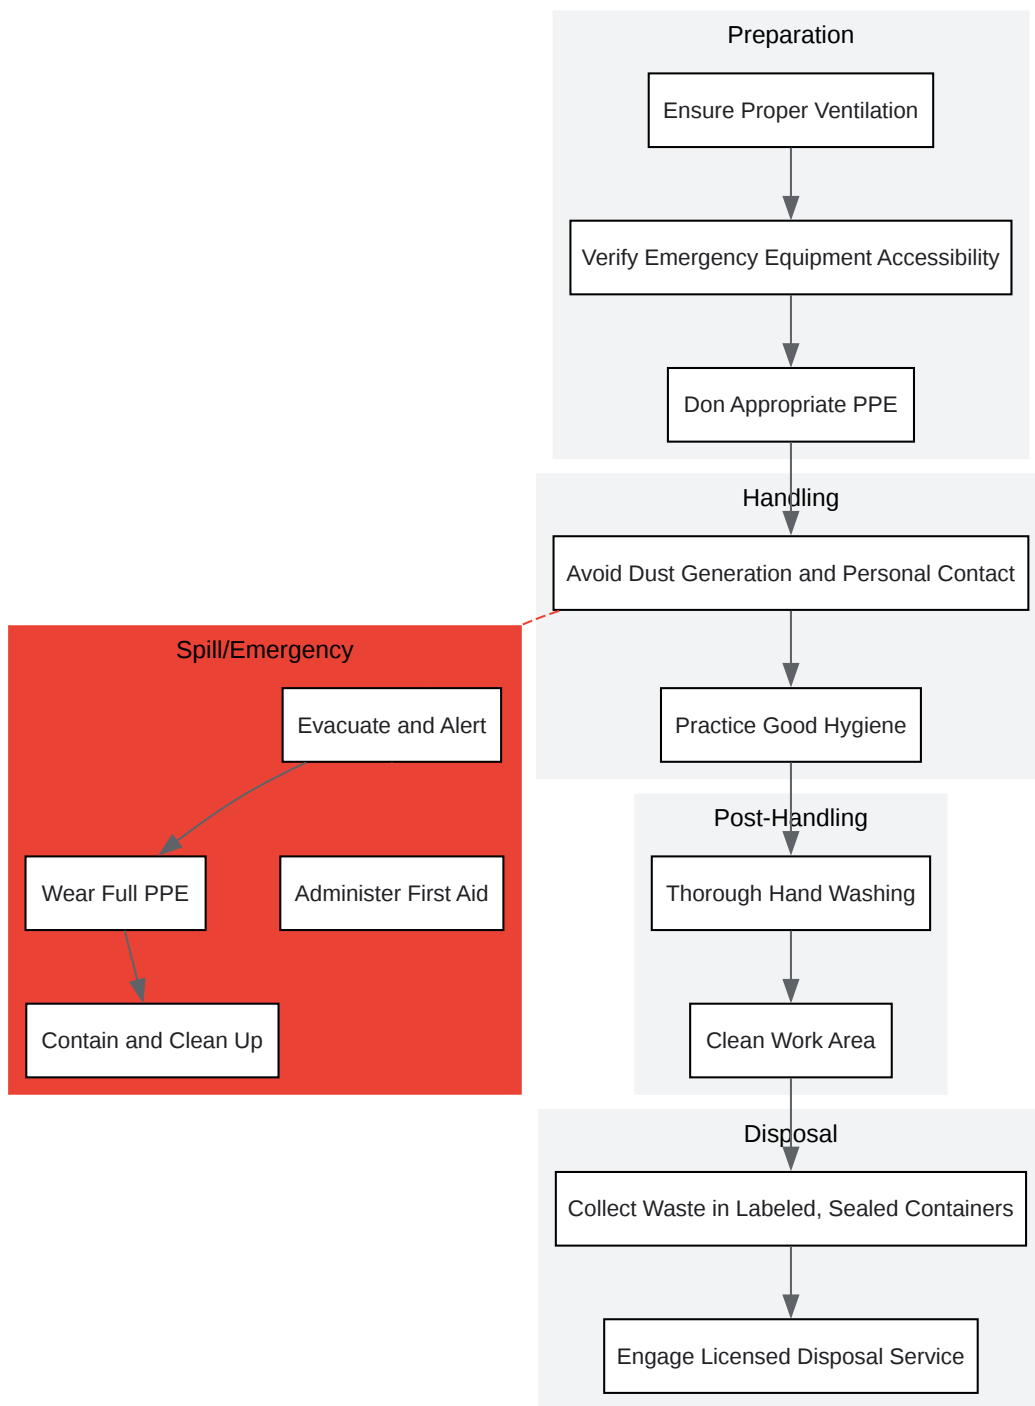 Preparation
Ensure Proper Ventilation
Verify Emergency Equipment Accessibility
Don Appropriate PPE
Handling
Avoid Dust Generation and Personal Contact
Practice Good Hygiene
Spill/Emergency
Evacuate and Alert
Wear Full PPE
Administer First Aid
Contain and Clean Up
Post-Handling
Thorough Hand Washing
Clean Work Area
Disposal
Collect Waste in Labeled, Sealed Containers
Engage Licensed Disposal Service